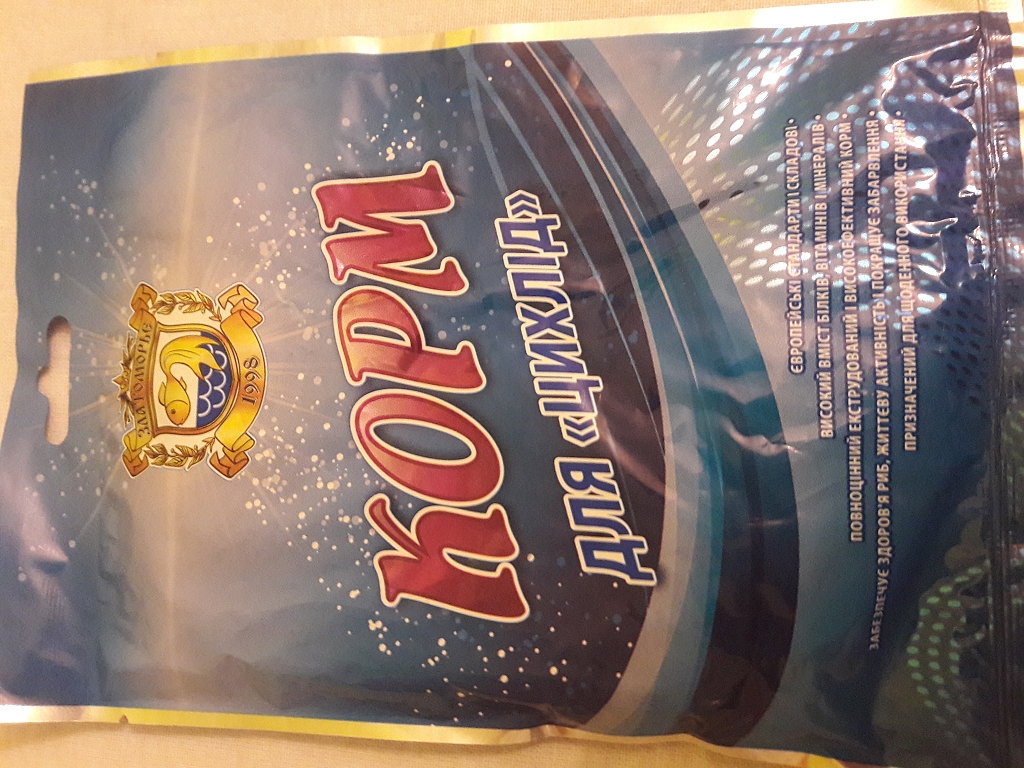 ЗЛАТОМОРИЕ
1998
КОРМ
ДЛЯ «ЦИХЛІД»
ЄВРОПЕЙСЬКІ СТАНДАРТИ І СКЛАДОВІ •
ВИСОКИЙ ВМІСТ БІЛКІВ, ВІТАМІНІВ І МІНЕРАЛІВ •
ПОВНОЦІННИЙ ЕКСТРУДОВАНИЙ І ВИСОКОЕФЕКТИВНИЙ КОРМ •
ЗАБЕЗПЕЧУЄ ЗДОРОВ'Я РИБ, ЖИТТЄВУ АКТИВНІСТЬ І ПОКРАЩУЄ ЗАБАРВЛЕННЯ •
ПРИЗНАЧЕНИЙ ДЛЯ ЩОДЕННОГО ВИКОРИСТАННЯ •